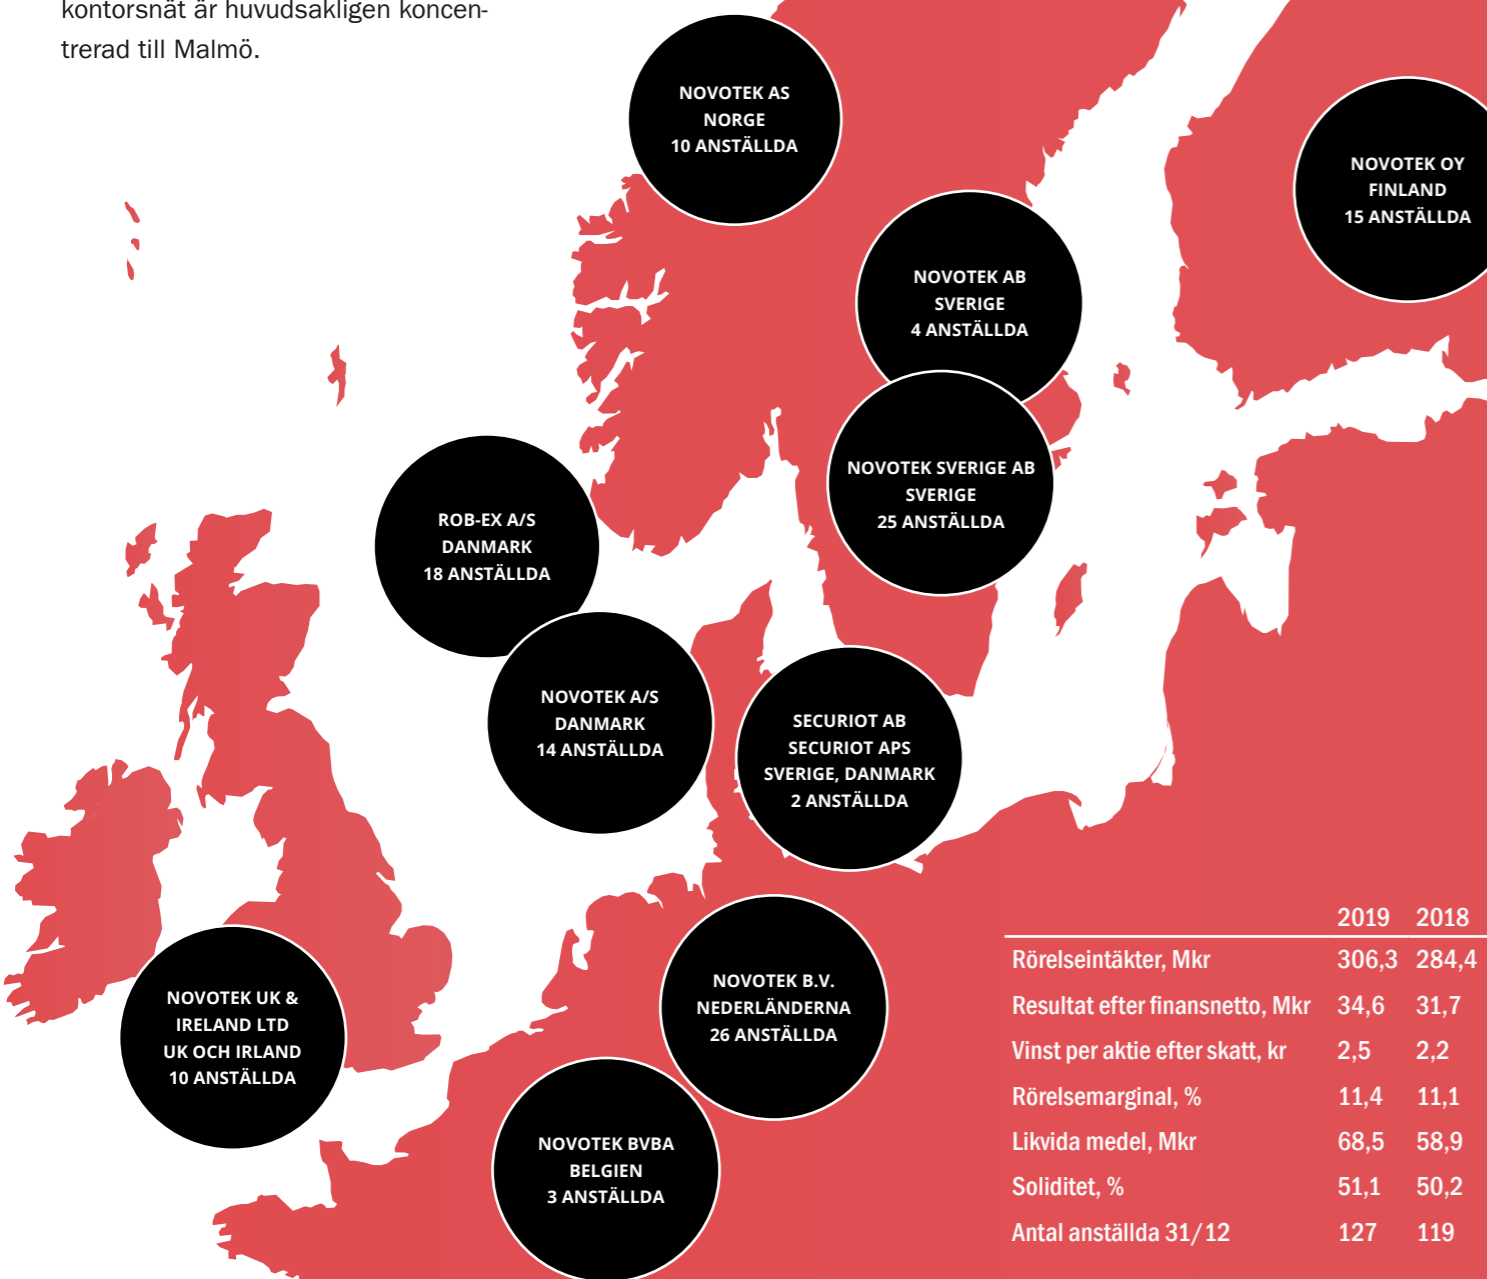 kontorsnät är huvudsakligen koncen-
trerad till Malmö.
NOVOTEK AS
NORGE
10 ANSTÄLLDA
NOVOTEK OY
FINLAND
15 ANSTÄLLDA
NOVOTEK AB
SVERIGE
4 ANSTÄLLDA
NOVOTEK SVERIGE AB
SVERIGE
25 ANSTÄLLDA
ROB-EX A/S
DANMARK
18 ANSTÄLLDA
NOVOTEK A/S
DANMARK
14 ANSTÄLLDA
SECURIOT AB
SECURIOT APS
SVERIGE, DANMARK
2 ANSTÄLLDA
NOVOTEK UK &
IRELAND LTD
UK OCH IRLAND
10 ANSTÄLLDA
NOVOTEK B.V.
NEDERLÄNDERNA
26 ANSTÄLLDA
NOVOTEK BVBA
BELGIEN
3 ANSTÄLLDA
2019 2018
Rörelseintäkter, Mkr 306,3 284,4
Resultat efter finansnetto, Mkr 34,6 31,7
Vinst per aktie efter skatt, kr 2,5 2,2
Rörelsemarginal, % 11,4 11,1
Likvida medel, Mkr 68,5 58,9
Soliditet, % 51,1 50,2
Antal anställda 31/12 127 119